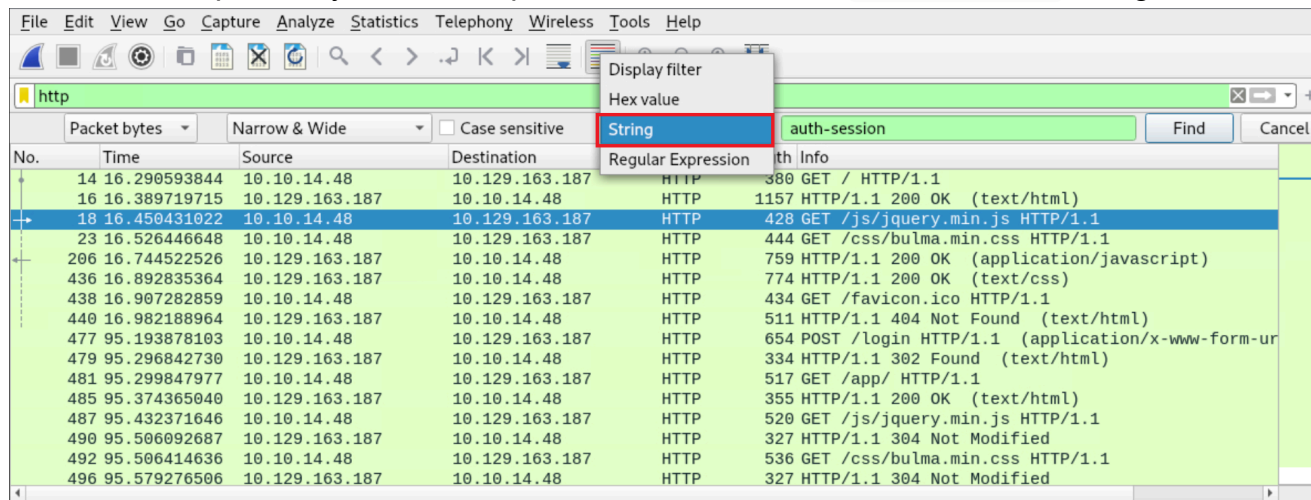 File Edit View Go Capture Analyze Statistics Telephony Wireless Tools Help
Display filter
http
Hex value
Packet bytes Narrow & Wide Case sensitive String auth-session Find Cancel
No. Time Source Destination Regular Expression th Info
14 16.290593844 10.10.14.48 10.129.163.187 HTTP 380 GET / HTTP/1.1
16 16.389719715 10.129.163.187 10.10.14.48 HTTP 1157 HTTP/1.1 200 OK (text/html)
18 16.450431022 10.10.14.48 10.129.163.187 HTTP 428 GET /js/jquery.min.js HTTP/1.1
23 16.526446648 10.10.14.48 10.129.163.187 HTTP 444 GET /css/bulma.min.css HTTP/1.1
206 16.744522526 10.129.163.187 10.10.14.48 HTTP 759 HTTP/1.1 200 OK (application/javascript)
436 16.892835364 10.129.163.187 10.10.14.48 HTTP 774 HTTP/1.1 200 OK (text/css)
438 16.907282859 10.10.14.48 10.129.163.187 HTTP 434 GET /favicon.ico HTTP/1.1
440 16.982188964 10.129.163.187 10.10.14.48 HTTP 511 HTTP/1.1 404 Not Found (text/html)
477 95.193878103 10.10.14.48 10.129.163.187 HTTP 654 POST /login HTTP/1.1 (application/x-www-form-ur
479 95.296842730 10.129.163.187 10.10.14.48 HTTP 334 HTTP/1.1 302 Found (text/html)
481 95.299847977 10.10.14.48 10.129.163.187 HTTP 517 GET /app/ HTTP/1.1
485 95.374365040 10.129.163.187 10.10.14.48 HTTP 355 HTTP/1.1 200 OK (text/html)
487 95.432371646 10.10.14.48 10.129.163.187 HTTP 520 GET /js/jquery.min.js HTTP/1.1
490 95.506092687 10.129.163.187 10.10.14.48 HTTP 327 HTTP/1.1 304 Not Modified
492 95.506414636 10.10.14.48 10.129.163.187 HTTP 536 GET /css/bulma.min.css HTTP/1.1
496 95.579276506 10.129.163.187 10.10.14.48 HTTP 327 HTTP/1.1 304 Not Modified